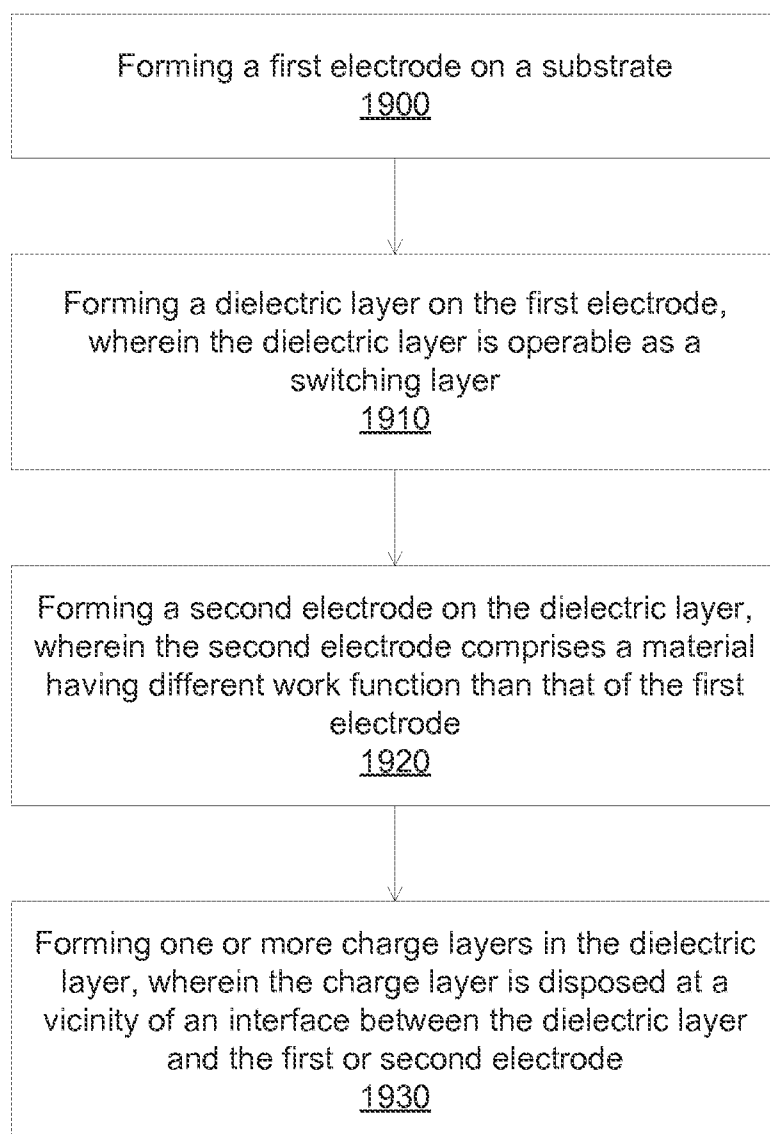 Forming a first electrode on a substrate
1900
Forming a dielectric layer on the first electrode,
wherein the dielectric layer is operable as a
switching layer
1910
Forming a second electrode on the dielectric layer,
wherein the second electrode comprises a material
having different work function than that of the first
electrode
1920
Forming one or more charge layers in the dielectric
layer, wherein the charge layer is disposed at a
vicinity of an interface between the dielectric layer
and the first or second electrode
1930